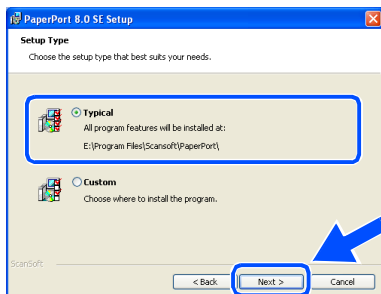 PaperPort 8.0 SE Setup
Setup Type
Choose the setup type that best suits your needs.
Typical
All program features will be installed at:
E:\Program Files\Scansoft\PaperPort\
Custom
Choose where to install the program.
ScanSoft
< Back Next > Cancel